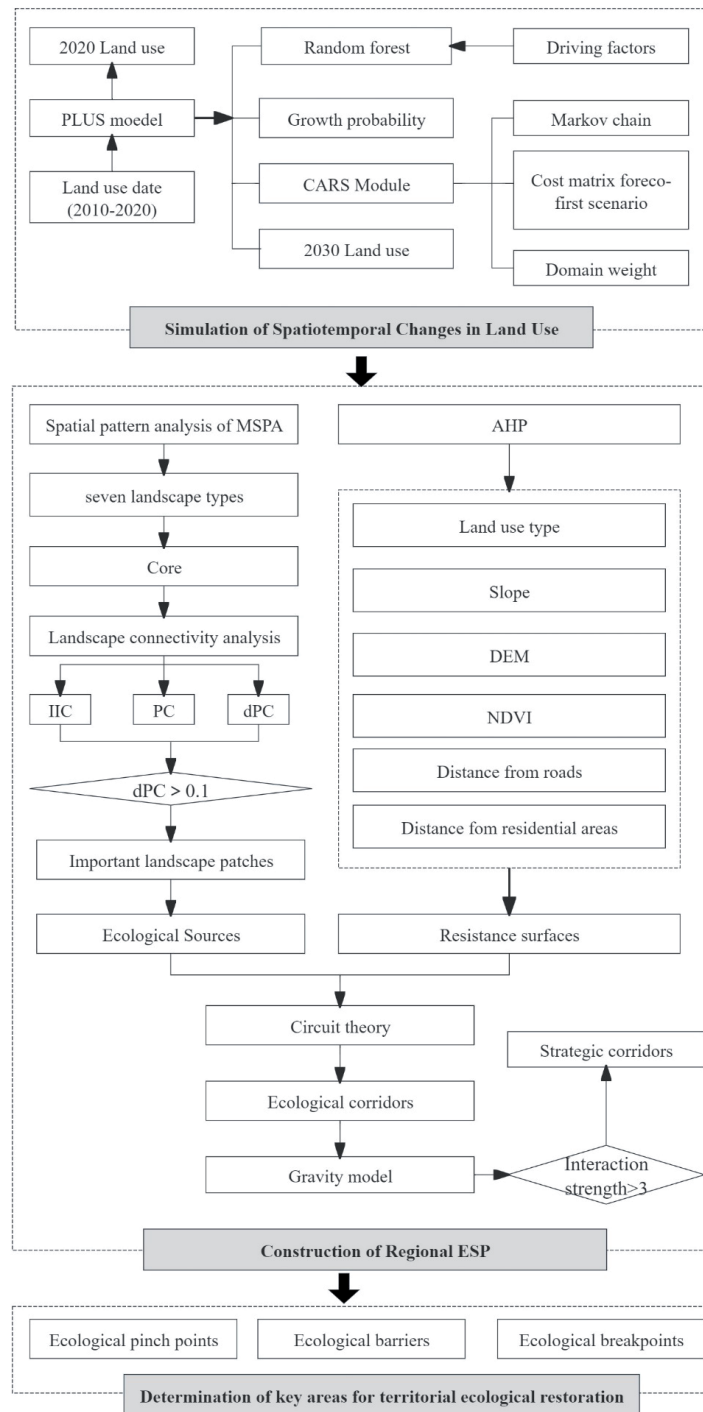 2020 Land use
Random forest
Driving factors
PLUS moedel
Growth probability
Markov chain
Land use date
(2010-2020)
CARS Module
Cost matrix foreco-
first scenario
2030 Land use
Domain weight
Simulation of Spatiotemporal Changes in Land Use
Spatial pattern analysis of MSPA
seven landscape types
Core
Landscape connectivity analysis
IIC
PC
dPC
dPC > 0.1
Important landscape patches
Ecological Sources
AHP
Land use type
Slope
DEM
NDVI
Distance from roads
Distance fom residential areas
Resistance surfaces
Circuit theory
Ecological corridors
Gravity model
Interaction
strength>3
Strategic corridors
Construction of Regional ESP
Ecological pinch points
Ecological barriers
Ecological breakpoints
Determination of key areas for territorial ecological restoration